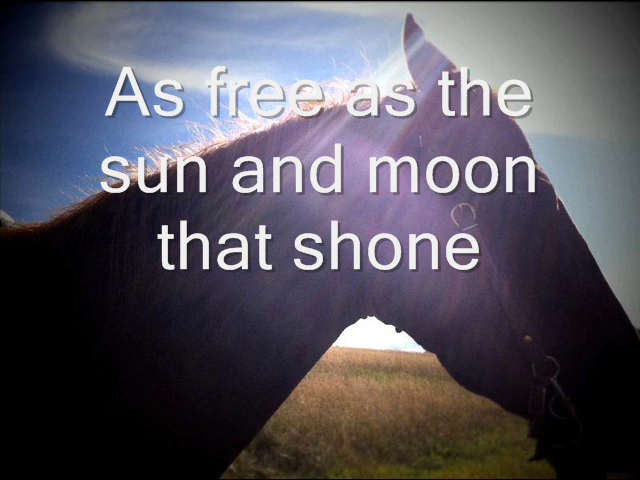 As free as the
sun and moon
that shone